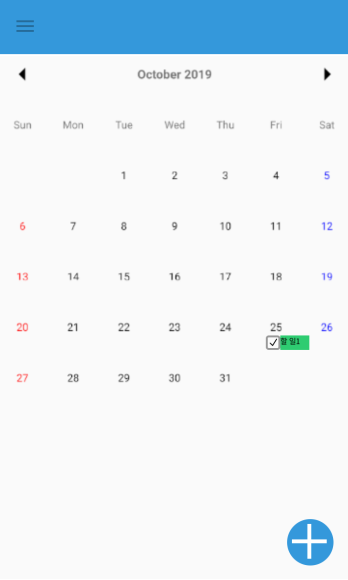 October 2019
Sun Mon Tue Wed Thu Fri Sat
1 2 3 4 5
6 7 8 9 10 11 12
13 14 15 16 17 18 19
20 21 22 23 24 25 26
할 일1
27 28 29 30 31